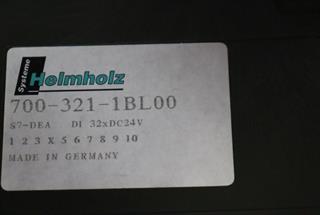 Systeme
Helmholz
700-321-1BL00
S7-DEA DI 32xDC24V
1 2 3 X 5 6 7 8 9 10
MADE IN GERMANY